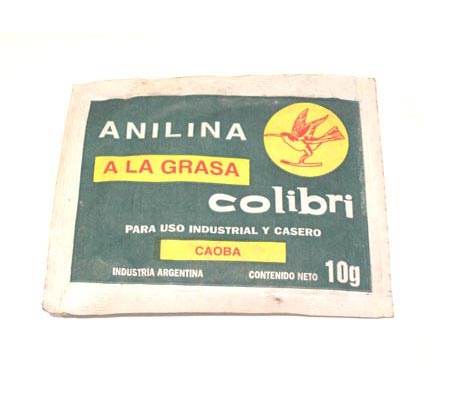 ANILINA
A LA GRASA
colibri
PARA USO INDUSTRIAL Y CASERO
CAOBA
INDUSTRIA ARGENTINA CONTENIDO NETO 10g